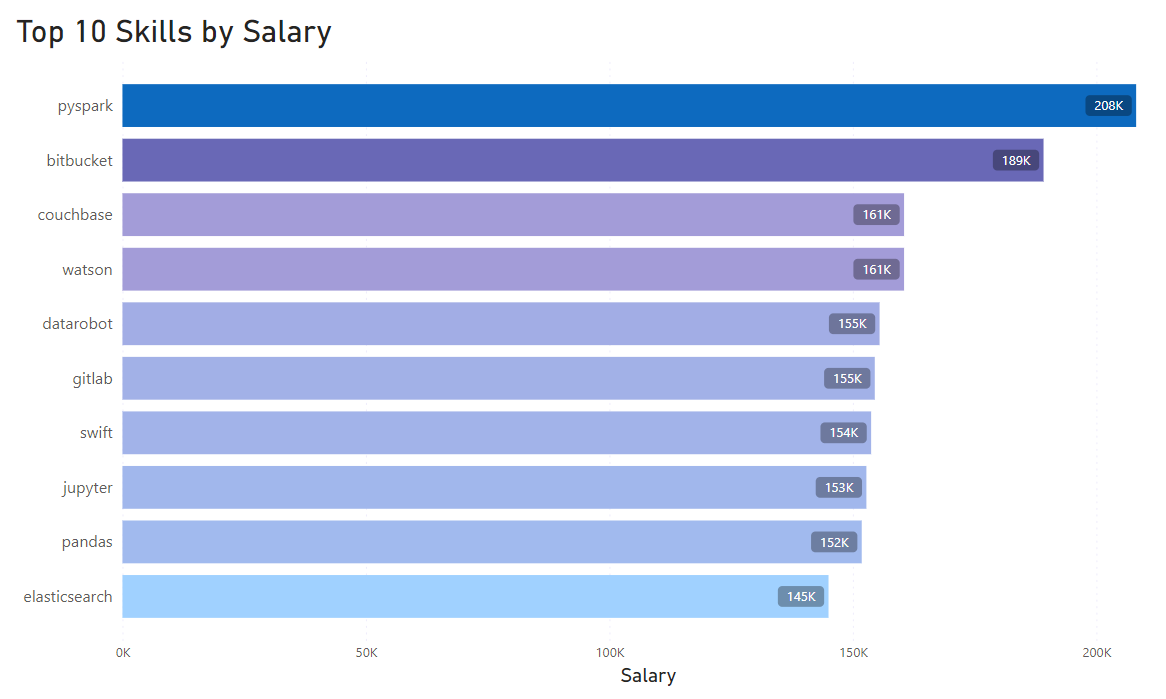 Top 10 Skills by Salary
pyspark 208K
bitbucket 189K
couchbase 161K
watson 161K
datarobot 155K
gitlab 155K
swift 154K
jupyter 153K
pandas 152K
elasticsearch 145K
0K 50K 100K 150K 200K
Salary